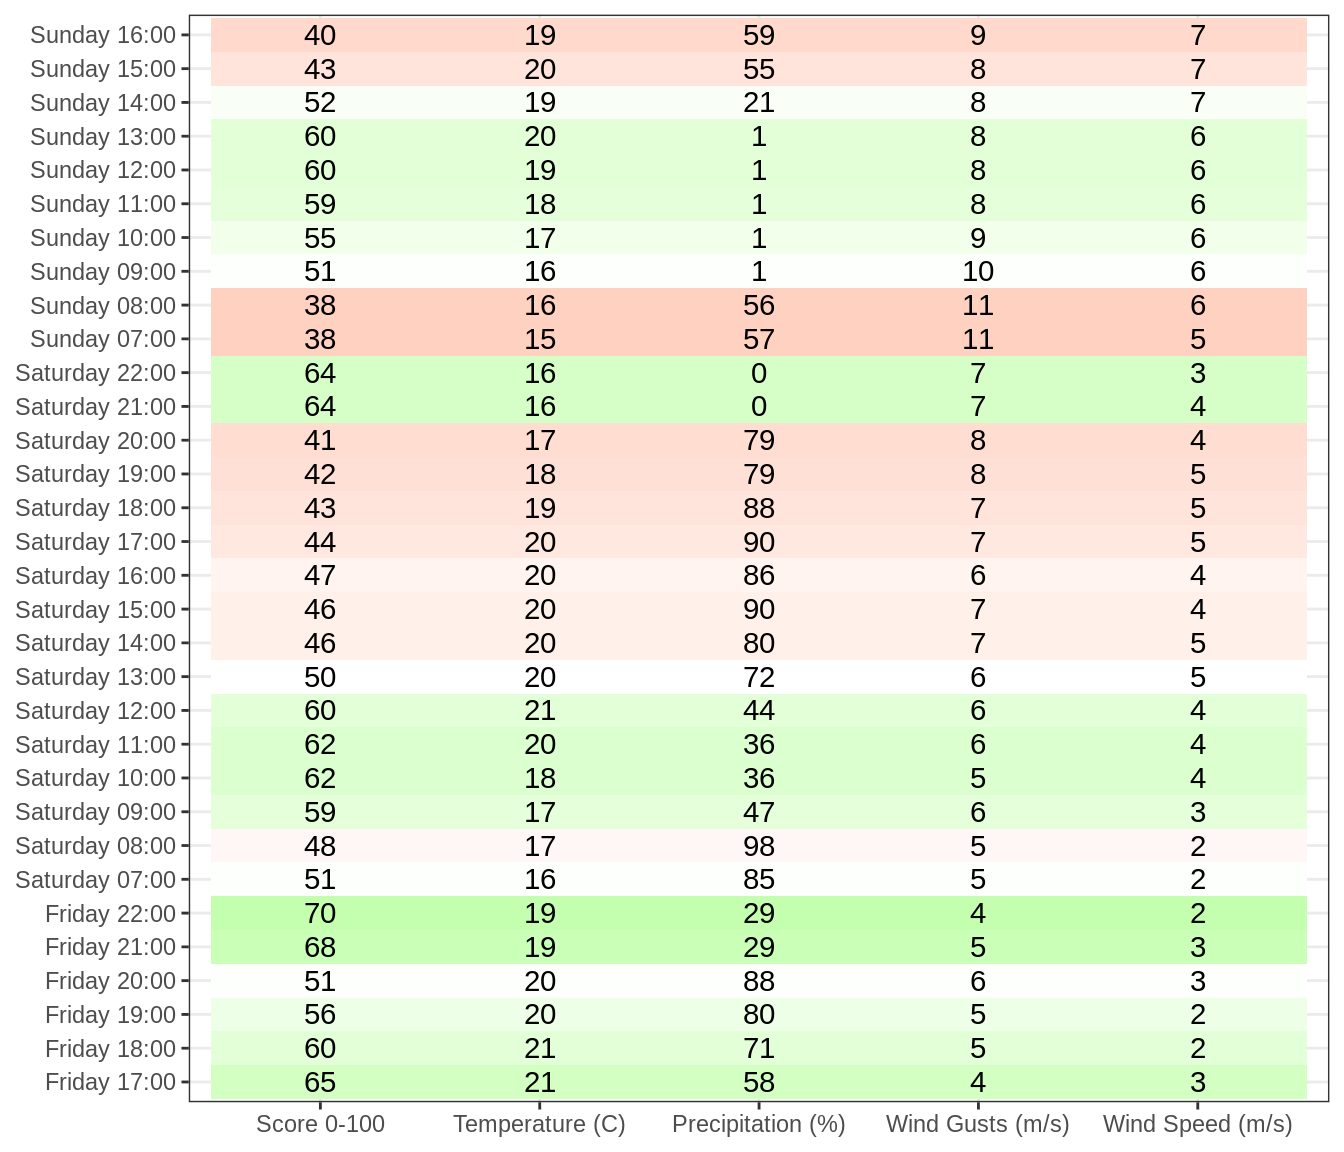 Sunday 16:00 40 19 59 9 7
Sunday 15:00 43 20 55 8 7
Sunday 14:00 52 19 21 8 7
Sunday 13:00 60 20 1 8 6
Sunday 12:00 60 19 1 8 6
Sunday 11:00 59 18 1 8 6
Sunday 10:00 55 17 1 9 6
Sunday 09:00 51 16 1 10 6
Sunday 08:00 38 16 56 11 6
Sunday 07:00 38 15 57 11 5
Saturday 22:00 64 16 0 7 3
Saturday 21:00 64 16 0 7 4
Saturday 20:00 41 17 79 8 4
Saturday 19:00 42 18 79 8 5
Saturday 18:00 43 19 88 7 5
Saturday 17:00 44 20 90 7 5
Saturday 16:00 47 20 86 6 4
Saturday 15:00 46 20 90 7 4
Saturday 14:00 46 20 80 7 5
Saturday 13:00 50 20 72 6 5
Saturday 12:00 60 21 44 6 4
Saturday 11:00 62 20 36 6 4
Saturday 10:00 62 18 36 5 4
Saturday 09:00 59 17 47 6 3
Saturday 08:00 48 17 98 5 2
Saturday 07:00 51 16 85 5 2
Friday 22:00 70 19 29 4 2
Friday 21:00 68 19 29 5 3
Friday 20:00 51 20 88 6 3
Friday 19:00 56 20 80 5 2
Friday 18:00 60 21 71 5 2
Friday 17:00 65 21 58 4 3
Score 0-100 Temperature (C) Precipitation (%) Wind Gusts (m/s) Wind Speed (m/s)